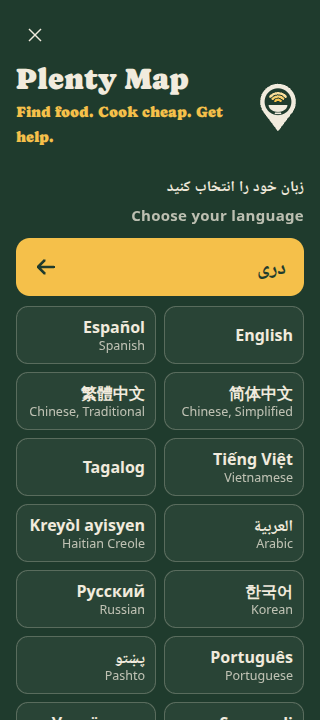 Plenty Map
Find food. Cook cheap. Get
help.
زبان خود را انتخاب کنید
Choose your language
دری
English
Español
Spanish
简体中文
Chinese, Simplified
繁體中文
Chinese, Traditional
Tiếng Việt
Vietnamese
Tagalog
العربية
Arabic
Kreyòl ayisyen
Haitian Creole
한국어
Korean
Русский
Russian
Português
Portuguese
پښتو
Pashto